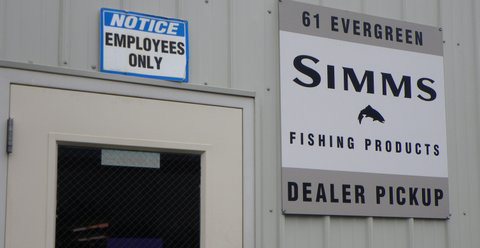 NOTICE
EMPLOYEES
ONLY
61 EVERGREEN
SIMMS
FISHING PRODUCTS
DEALER PICKUP